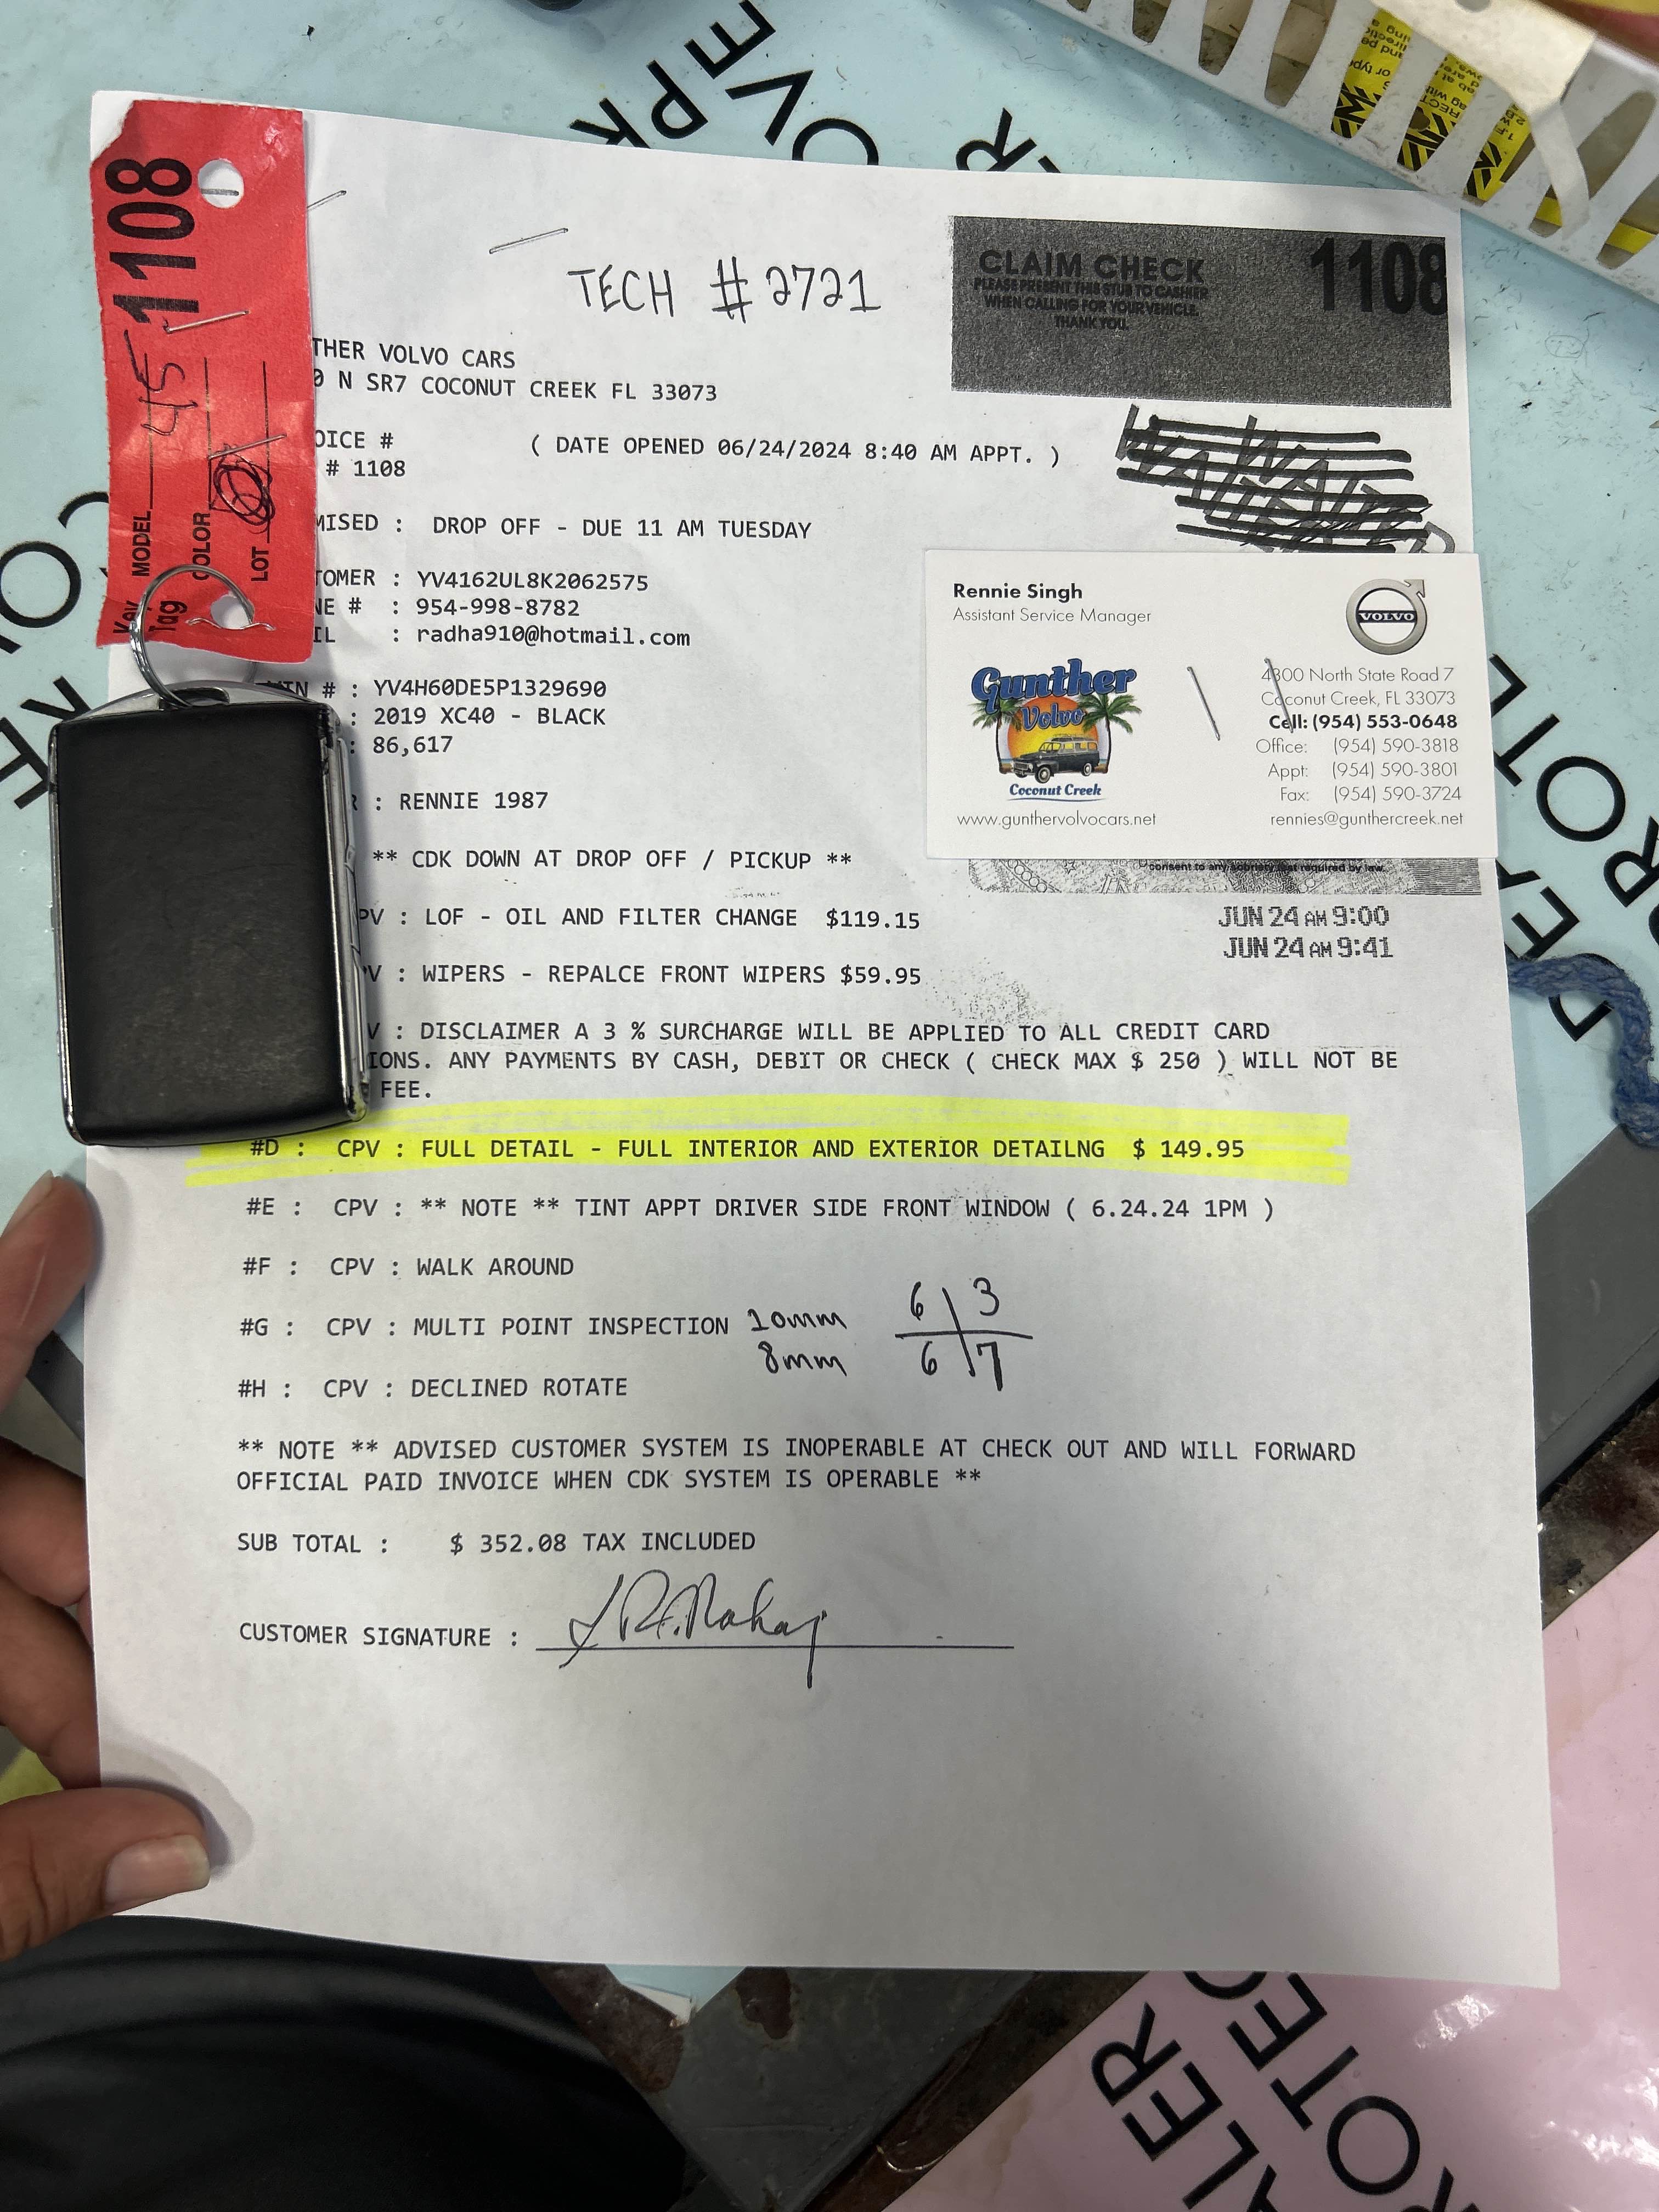 TECH #2721
CLAIM CHECK
PLEASE PRESENT THIS STUB TO CASHIER
WHEN CALLING FOR YOUR VEHICLE.
THANK YOU.
1108
1108
MODEL 45
COLOR
LOT
Key
Tag
THER VOLVO CARS
0 N SR7 COCONUT CREEK FL 33073
OICE # ( DATE OPENED 06/24/2024 8:40 AM APPT. )
# 1108
MISED : DROP OFF - DUE 11 AM TUESDAY
TOMER : YV4162UL8K2062575
NE # : 954-998-8782
IL : radha910@hotmail.com
VIN # : YV4H60DE5P1329690
: 2019 XC40 - BLACK
: 86,617
R : RENNIE 1987
Rennie Singh
Assistant Service Manager
VOLVO
Gunther
Volvo
Coconut Creek
www.gunthervolvocars.net
4300 North State Road 7
Coconut Creek, FL 33073
Cell: (954) 553-0648
Office: (954) 590-3818
Appt: (954) 590-3801
Fax: (954) 590-3724
rennies@gunthercreek.net
** CDK DOWN AT DROP OFF / PICKUP **
consent to any sobriety test required by law.
PV : LOF - OIL AND FILTER CHANGE $119.15
JUN 24 AM 9:00
JUN 24 AM 9:41
V : WIPERS - REPALCE FRONT WIPERS $59.95
V : DISCLAIMER A 3 % SURCHARGE WILL BE APPLIED TO ALL CREDIT CARD
IONS. ANY PAYMENTS BY CASH, DEBIT OR CHECK ( CHECK MAX $ 250 ) WILL NOT BE
FEE.
#D : CPV : FULL DETAIL - FULL INTERIOR AND EXTERIOR DETAILNG $ 149.95
#E : CPV : ** NOTE ** TINT APPT DRIVER SIDE FRONT WINDOW ( 6.24.24 1PM )
#F : CPV : WALK AROUND
#G : CPV : MULTI POINT INSPECTION 10mm 6 3
8mm 6 7
#H : CPV : DECLINED ROTATE
** NOTE ** ADVISED CUSTOMER SYSTEM IS INOPERABLE AT CHECK OUT AND WILL FORWARD
OFFICIAL PAID INVOICE WHEN CDK SYSTEM IS OPERABLE **
SUB TOTAL : $ 352.08 TAX INCLUDED
CUSTOMER SIGNATURE :